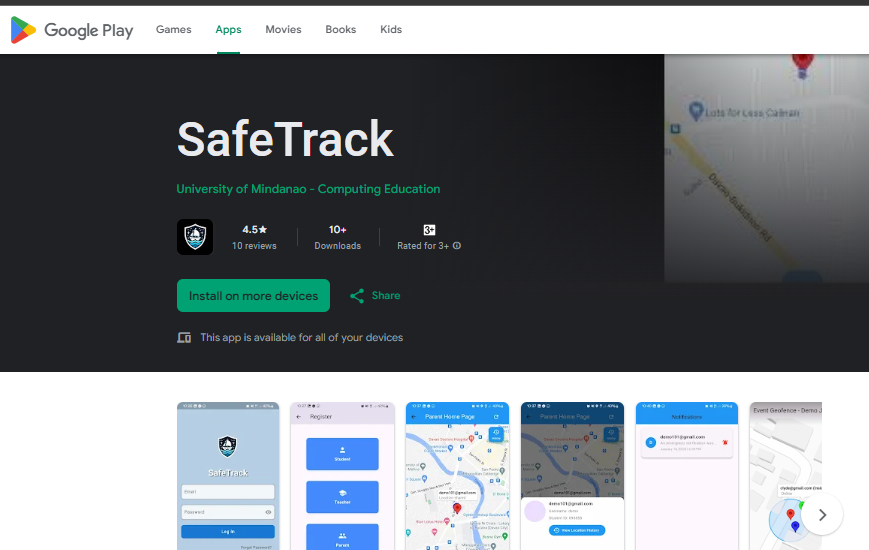 Google Play
Games
Apps
Movies
Books
Kids
Lots for Less Calinan
Davao-Bukidnon Rd
SafeTrack
University of Mindanao - Computing Education
4.5★
10 reviews
10+
Downloads
3+
Rated for 3+
Install on more devices
Share
This app is available for all of your devices
SafeTrack
Email
Password
Log In
Forgot Password?
Register
Student
Teacher
Parent
Parent Home Page
demo101@gmail.com
Parent Home Page
demo101@gmail.com
View Location History
Notifications
demo101@gmail.com
Event Geofence - Demo J